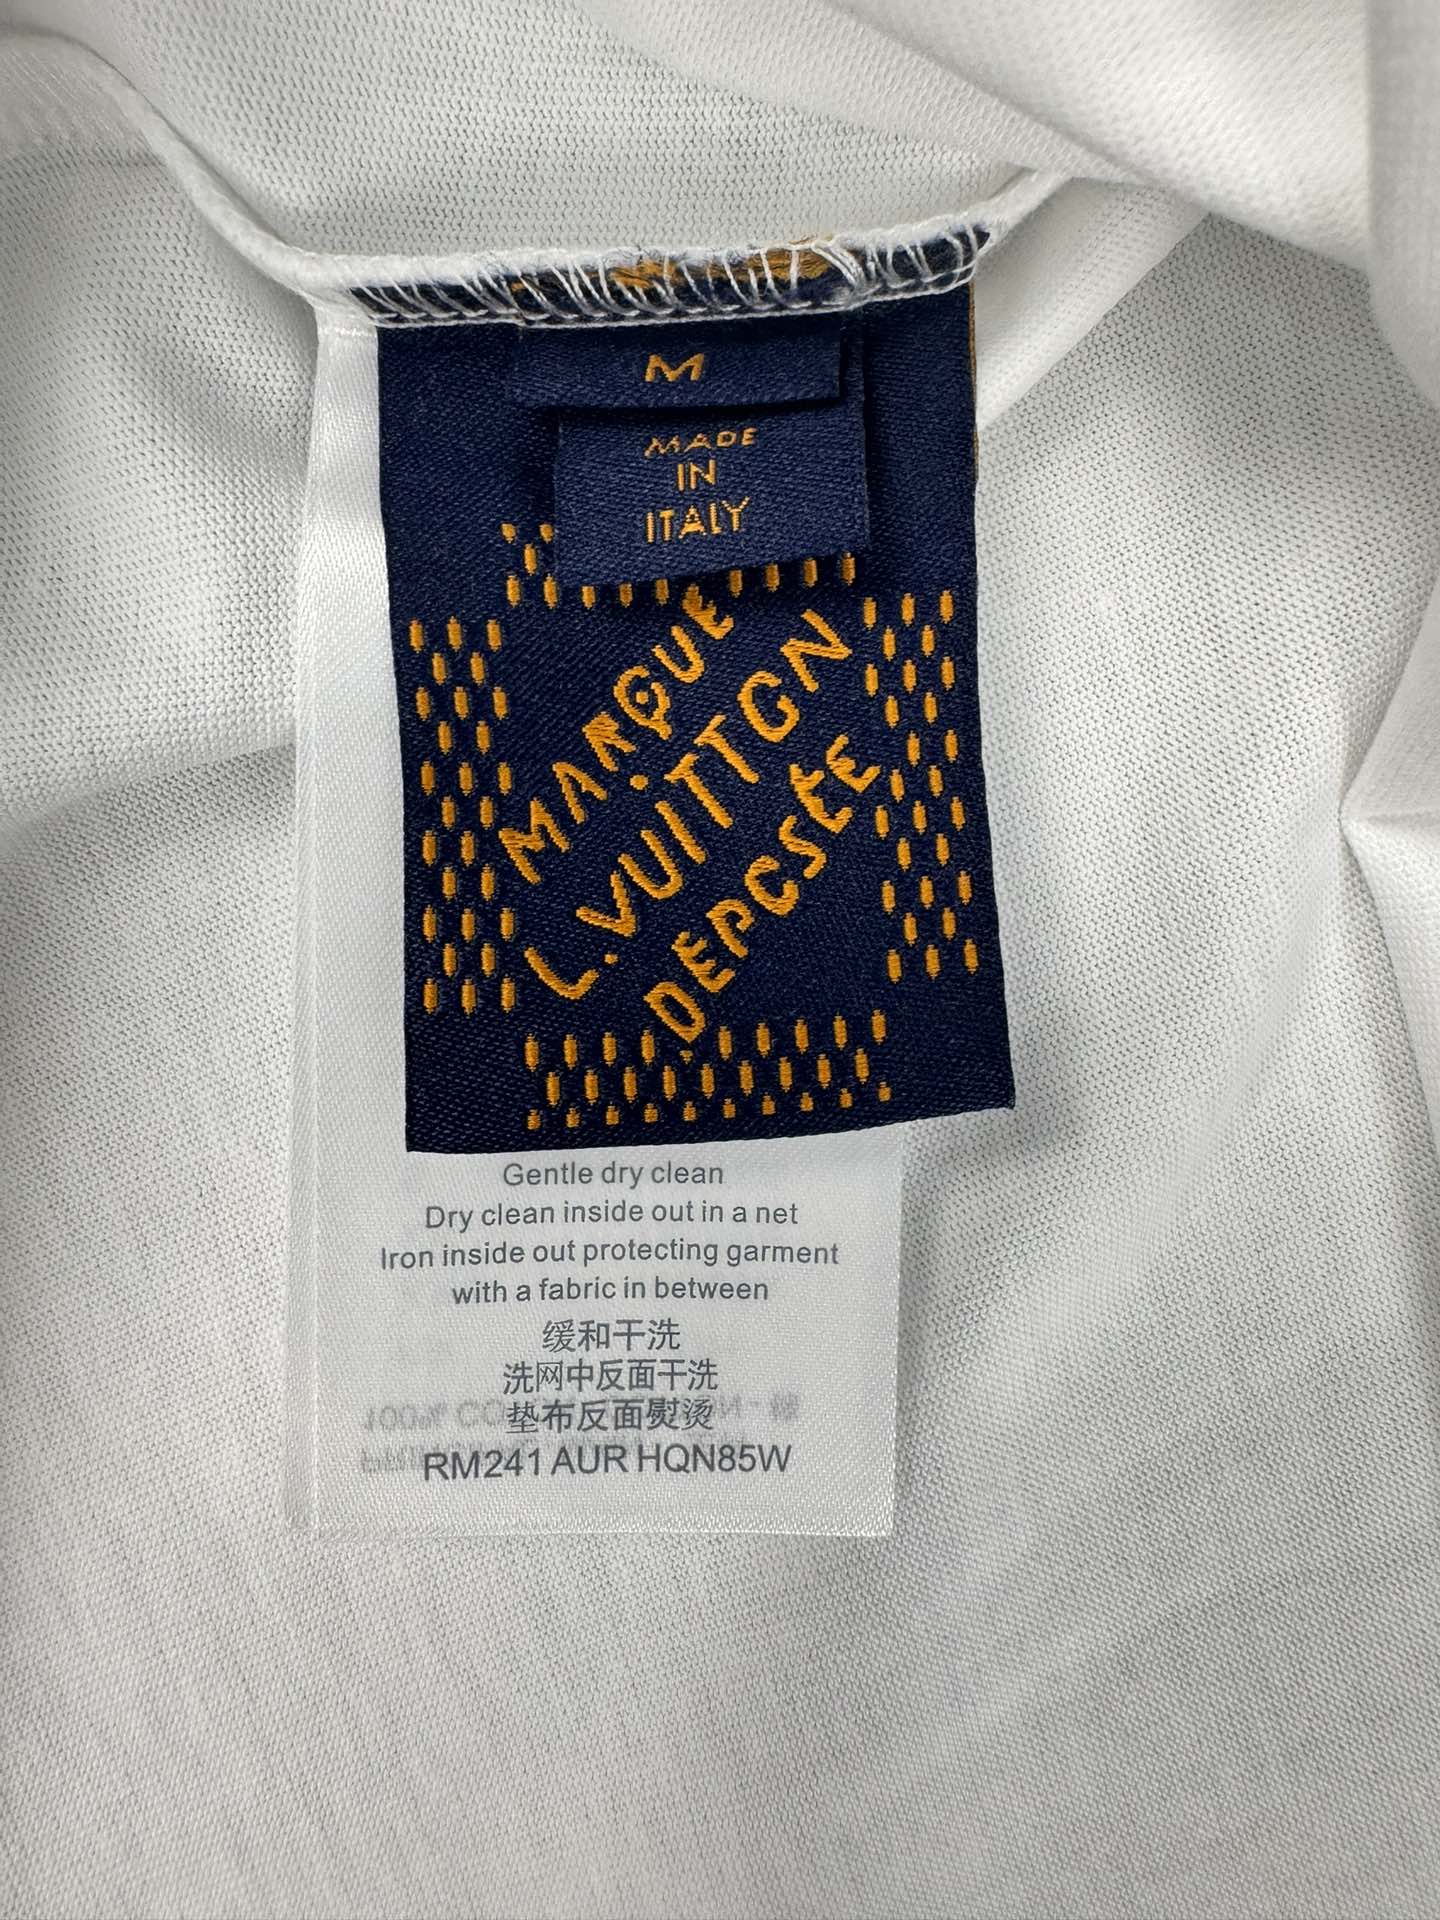 M
MADE
IN
ITALY
MARQUE
L.VUITTON
DEPOSÉE
Gentle dry clean
Dry clean inside out in a net
Iron inside out protecting garment
with a fabric in between
缓和干洗
洗网中反面干洗
垫布反面熨烫
RM241 AUR HQN85W